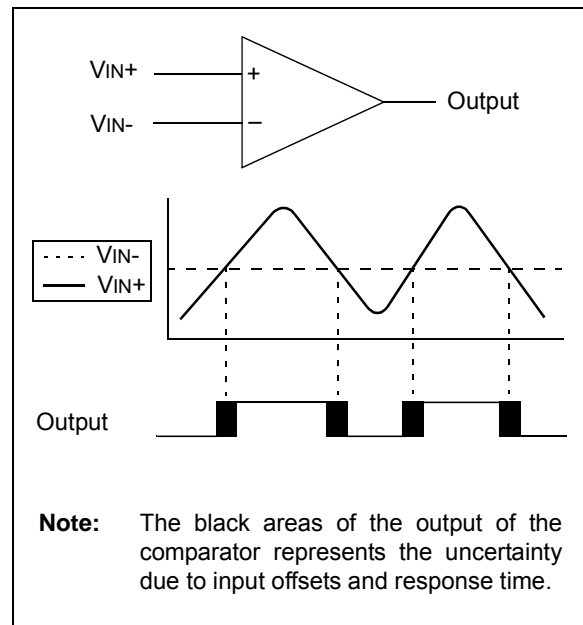 VIN+
+
Output
VIN-
−
VIN-
VIN+
Output
Note: The black areas of the output of the
comparator represents the uncertainty
due to input offsets and response time.